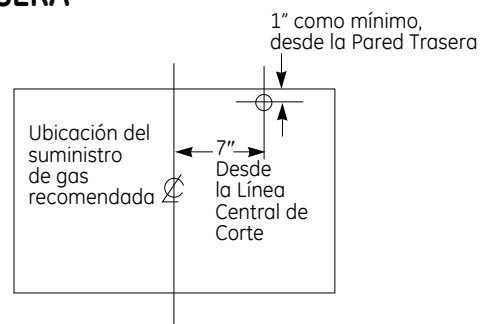 1” como mínimo,
desde la Pared Trasera
Ubicación del
suministro
de gas
recomendada
7”
Desde
la Línea
Central de
Corte